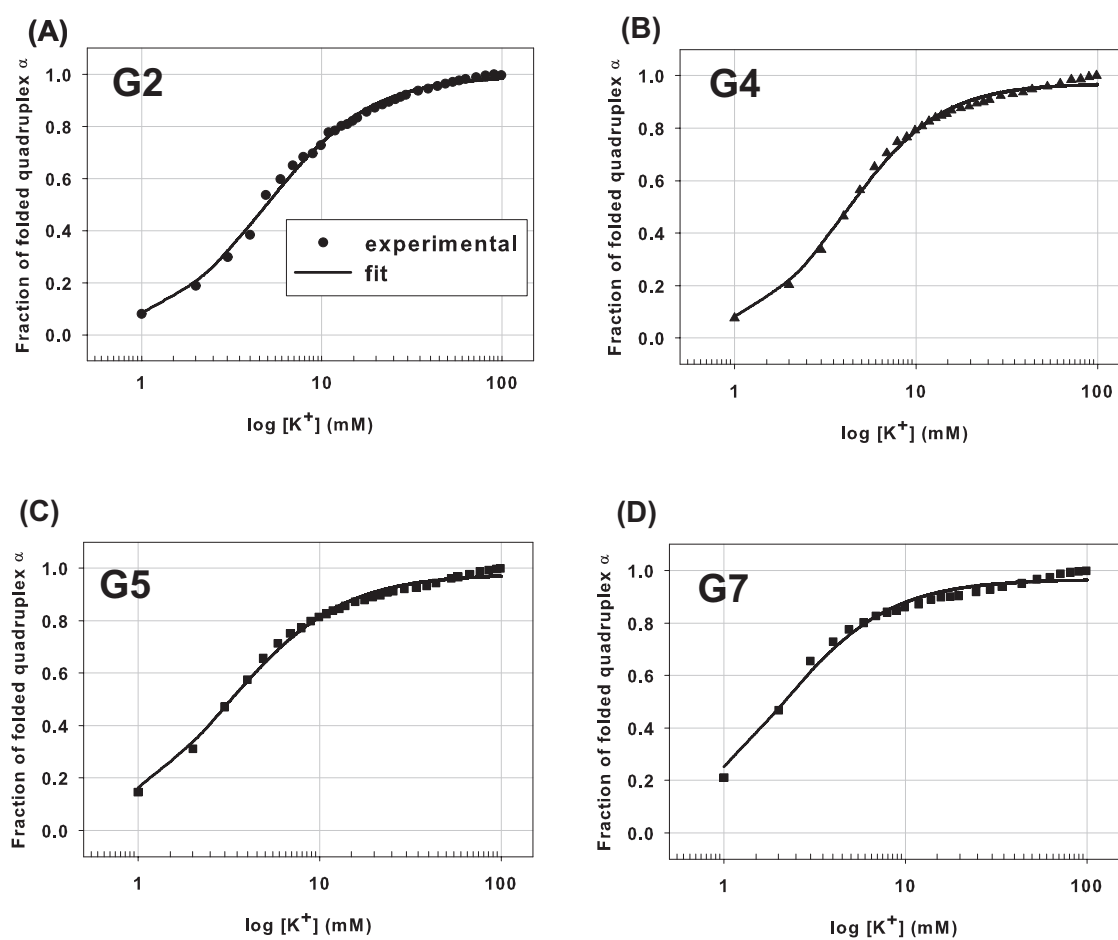 (A)
G2
Fraction of folded quadruplex α
1.0
0.8
0.6
0.4
0.2
0.0
experimental
fit
1
10
100
log [K+] (mM)
(B)
G4
Fraction of folded quadruplex α
1.0
0.8
0.6
0.4
0.2
0.0
1
10
100
log [K+] (mM)
(C)
G5
Fraction of folded quadruplex α
1.0
0.8
0.6
0.4
0.2
0.0
1
10
100
log [K+] (mM)
(D)
G7
Fraction of folded quadruplex α
1.0
0.8
0.6
0.4
0.2
0.0
1
10
100
log [K+] (mM)